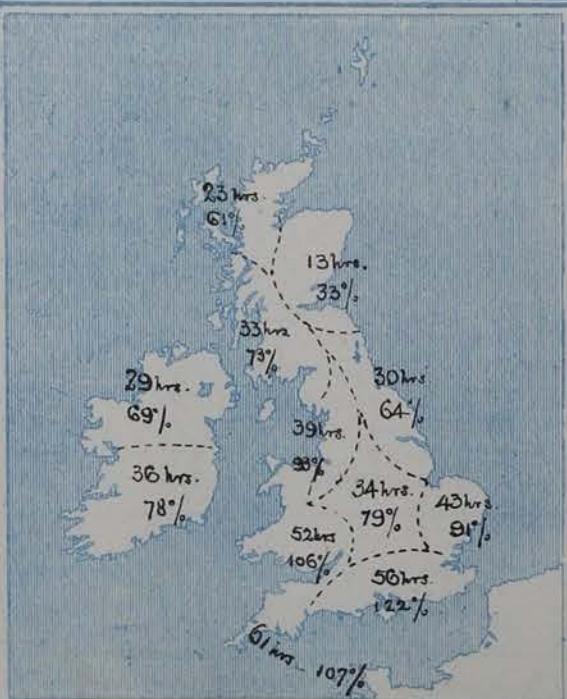 23 hrs.
61%
13 hrs.
33%
33 hrs
73%
29 hrs.
69%
30 hrs
64%
39 hrs.
93%
36 hrs.
78%
34 hrs.
79%
43 hrs.
91%
52 hrs
106%
56 hrs.
122%
61 hrs 107%